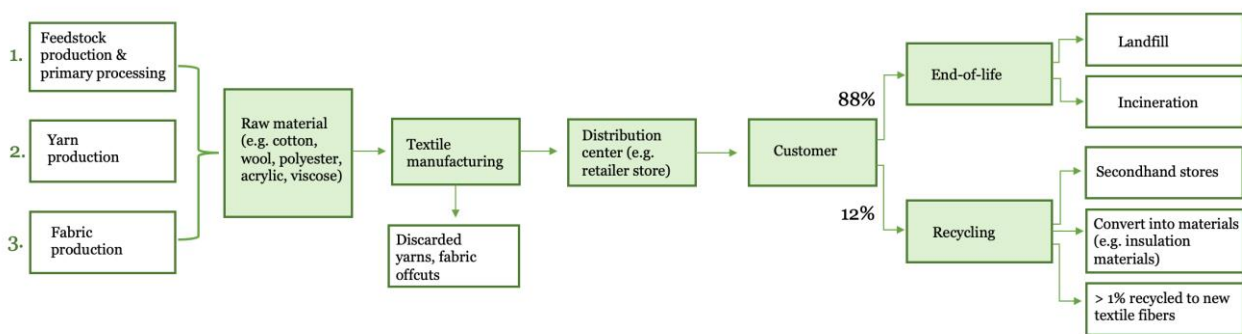 1.
Feedstock
production &
primary processing
2.
Yarn
production
3.
Fabric
production
Raw material
(e.g. cotton,
wool, polyester,
acrylic, viscose)
Textile
manufacturing
Discarded
yarns, fabric
offcuts
Distribution
center (e.g.
retailer store)
Customer
88%
End-of-life
Landfill
Incineration
12%
Recycling
Secondhand stores
Convert into materials
(e.g. insulation
materials)
> 1% recycled to new
textile fibers